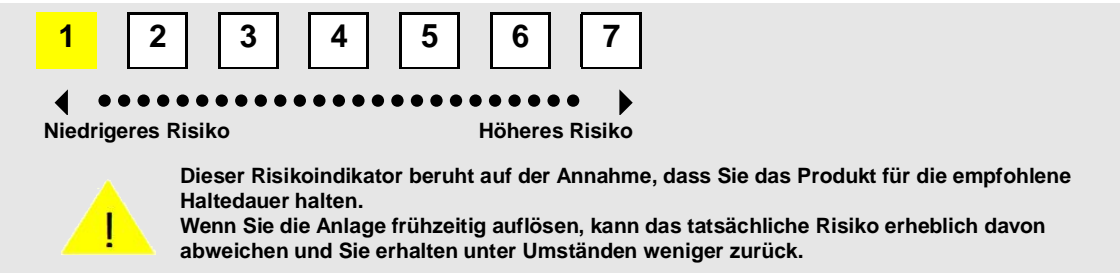 1 2 3 4 5 6 7
Niedrigeres Risiko Höheres Risiko
Dieser Risikoindikator beruht auf der Annahme, dass Sie das Produkt für die empfohlene
Haltedauer halten.
Wenn Sie die Anlage frühzeitig auflösen, kann das tatsächliche Risiko erheblich davon
abweichen und Sie erhalten unter Umständen weniger zurück.
!